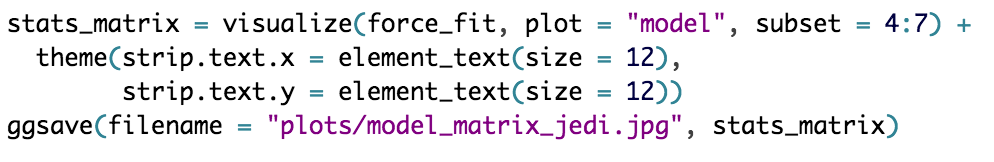 stats_matrix = visualize(force_fit, plot = "model", subset = 4:7) +
  theme(strip.text.x = element_text(size = 12),
        strip.text.y = element_text(size = 12))
ggsave(filename = "plots/model_matrix_jedi.jpg", stats_matrix)